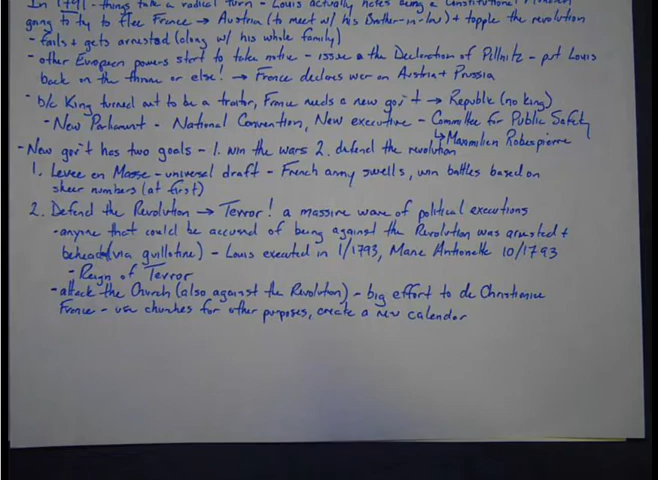 In 1791 - things take a radical turn - Louis actually hates being a Constitutional
going to try to flee France → Austria (to meet w/ his Brother-in-law) + topple the revolution
- fails + gets arrested (along w/ his whole family)
- other European powers start to take notice - issue the Declaration of Pillnitz - put Louis
back on the throne or else! → France declares war on Austria + Prussia
- b/c King turned out to be a traitor, France needs a new gov't → Republic (no king)
- New Parliament - National Convention, New executive - Committee for Public Safety
↳ Maximilien Robespierre
- New gov't has two goals - 1. win the wars 2. defend the revolution
1. Levee en Masse - universal draft - French army swells, win battles based on
sheer numbers (at first)
2. Defend the Revolution → Terror! a massive wave of political executions
- anyone that could be accused of being against the Revolution was arrested +
behead (via guillotine) - Louis executed in 1/1793, Marie Antionette 10/1793
- Reign of Terror
- attack the Church (also against the Revolution) - big effort to de Christianize
France - use churches for other purposes, create a new calendar